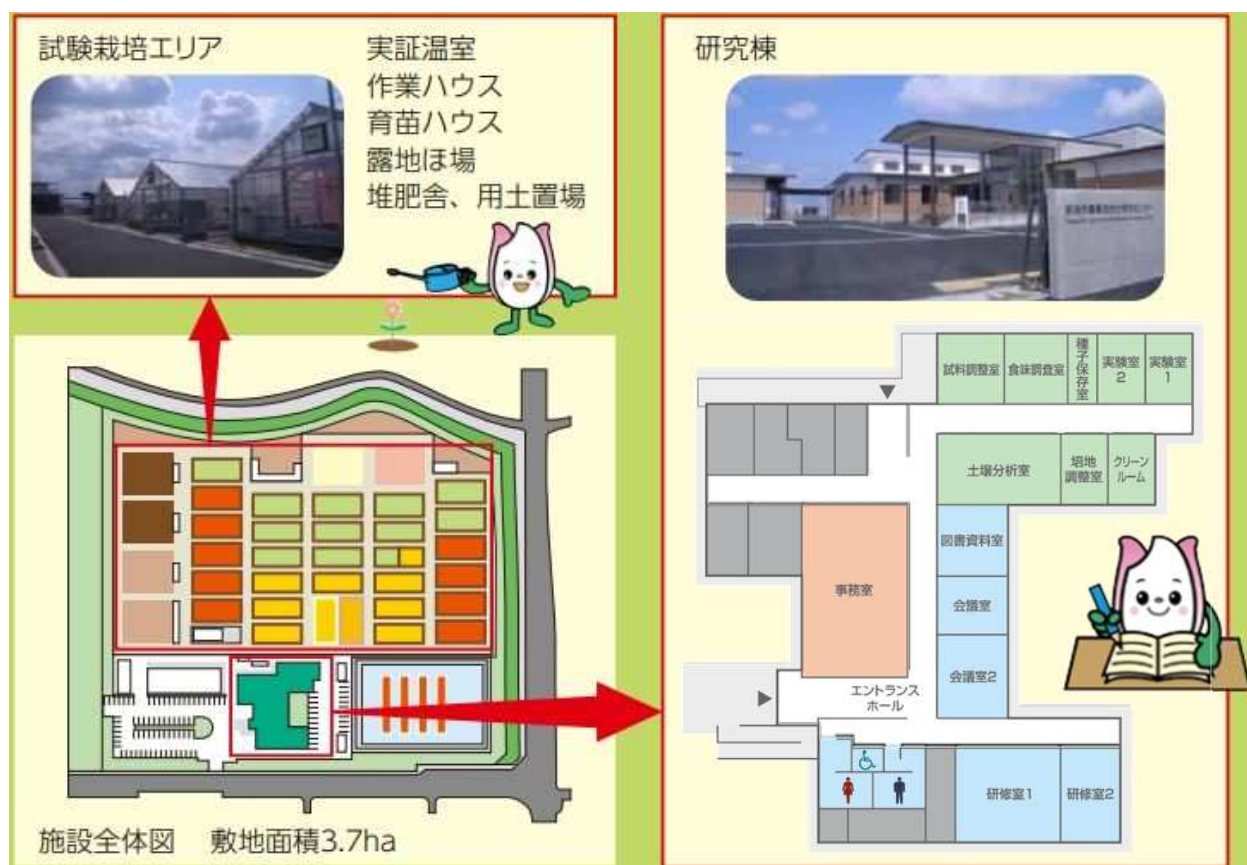 試験栽培エリア
実証温室
作業ハウス
育苗ハウス
露地ほ場
堆肥舎、用土置場
施設全体図 敷地面積3.7ha
研究棟
試料調整室
食味調査室
種子保存室
実験室
2
実験室
1
土壌分析室
培地
調整室
クリーン
ルーム
図書資料室
会議室
事務室
会議室2
エントランス
ホール
研修室1
研修室2